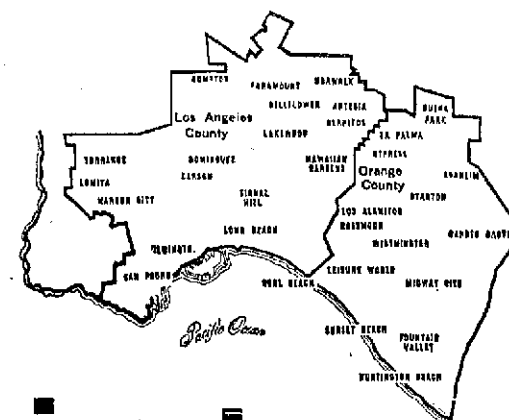 COMPTON
PARAMOUNT
NORWALK
BELLFLOWER
ARTESIA
BUENA
PARK
Los Angeles
County
CERRITOS
LA PALMA
LAKEWOOD
CYPRESS
TORRANCE
DOMINGUEZ
HAWAIIAN
GARDENS
ANAHEIM
CARSON
Orange
County
LOMITA
STANTON
SIGNAL
HILL
HARBOR CITY
LOS ALAMITOS
ROSSMOOR
LONG BEACH
WESTMINSTER
GARDEN GROVE
WILMINGTON
SAN PEDRO
LEISURE WORLD
SEAL BEACH
MIDWAY CITY
Pacific Ocean
SUNSET BEACH
FOUNTAIN
VALLEY
HUNTINGTON BEACH